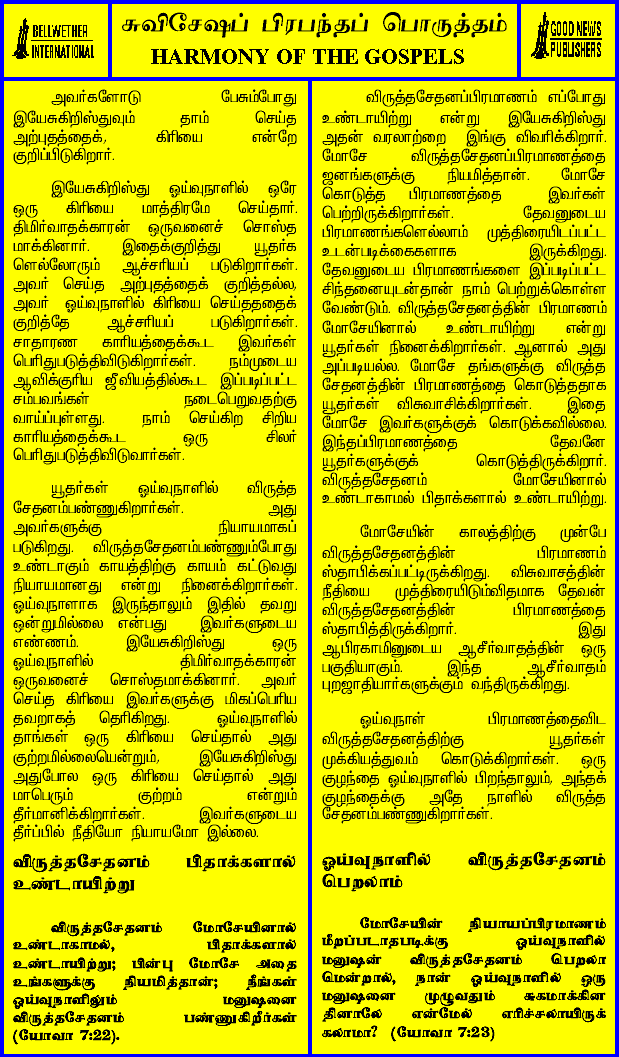 BELLWETHER
INTERNATIONAL
சுவிசேஷப் பிரபந்தப் பொருத்தம்
HARMONY OF THE GOSPELS
GOOD NEWS
PUBLISHERS
அவர்களோடு பேசும்போது
இயேசுகிறிஸ்துவும் தாம் செய்த
அற்புதத்தைக், கிரியை என்றே
குறிப்பிடுகிறார்.
இயேசுகிறிஸ்து ஓய்வுநாளில் ஒரே
ஒரு கிரியை மாத்திரமே செய்தார்.
திமிர்வாதக்காரன் ஒருவனைச் சொஸ்த
மாக்கினார். இதைக்குறித்து யூதர்க
ளெல்லோரும் ஆச்சரியப் படுகிறார்கள்.
அவர் செய்த அற்புதத்தைக் குறித்தல்ல,
அவர் ஓய்வுநாளில் கிரியை செய்தததைக்
குறித்தே ஆச்சரியப் படுகிறார்கள்.
சாதாரண காரியத்தைக்கூட இவர்கள்
பெரிதுபடுத்திவிடுகிறார்கள். நம்முடைய
ஆவிக்குரிய ஜீவியத்தில்கூட இப்படிப்பட்ட
சம்பவங்கள் நடைபெறுவதற்கு
வாய்ப்புள்ளது. நாம் செய்கிற சிறிய
காரியத்தைக்கூட ஒரு சிலர்
பெரிதுபடுத்திவிடுவார்கள்.
யூதர்கள் ஓய்வுநாளில் விருத்த
சேதனம்பண்ணுகிறார்கள். அது
அவர்களுக்கு நியாயமாகப்
படுகிறது. விருத்தசேதனம்பண்ணும்போது
உண்டாகும் காயத்திற்கு காயம் கட்டுவது
நியாயமானது என்று நினைக்கிறார்கள்.
ஓய்வுநாளாக இருந்தாலும் இதில் தவறு
ஒன்றுமில்லை என்பது இவர்களுடைய
எண்ணம். இயேசுகிறிஸ்து ஒரு
ஓய்வுநாளில் திமிர்வாதக்காரன்
ஒருவனைச் சொஸ்தமாக்கினார். அவர்
செய்த கிரியை இவர்களுக்கு மிகப்பெரிய
தவறாகத் தெரிகிறது. ஓய்வுநாளில்
தாங்கள் ஒரு கிரியை செய்தால் அது
குற்றமில்லையென்றும், இயேசுகிறிஸ்து
அதுபோல ஒரு கிரியை செய்தால் அது
மாபெரும் குற்றம் என்றும்
தீர்மானிக்கிறார்கள். இவர்களுடைய
தீர்ப்பில் நீதியோ நியாயமோ இல்லை.
விருத்தசேதனம் பிதாக்களால்
உண்டாயிற்று
விருத்தசேதனம் மோசேயினால்
உண்டாகாமல், பிதாக்களால்
உண்டாயிற்று; பின்பு மோசே அதை
உங்களுக்கு நியமித்தான்; நீங்கள்
ஓய்வுநாளிலும் மனுஷனை
விருத்தசேதனம் பண்ணுகிறீர்கள்
(யோவா 7:22).
விருத்தசேதனப்பிரமாணம் எப்போது
உண்டாயிற்று என்று இயேசுகிறிஸ்து
அதன் வரலாற்றை இங்கு விவரிக்கிறார்.
மோசே விருத்தசேதனப்பிரமாணத்தை
ஜனங்களுக்கு நியமித்தான். மோசே
கொடுத்த பிரமாணத்தை இவர்கள்
பெற்றிருக்கிறார்கள். தேவனுடைய
பிரமாணங்களெல்லாம் முத்திரையிடப்பட்ட
உடன்படிக்கைகளாக இருக்கிறது.
தேவனுடைய பிரமாணங்களை இப்படிப்பட்ட
சிந்தனையுடன்தான் நாம் பெற்றுக்கொள்ள
வேண்டும். விருத்தசேதனத்தின் பிரமாணம்
மோசேயினால் உண்டாயிற்று என்று
யூதர்கள் நினைக்கிறார்கள். ஆனால் அது
அப்படியல்ல. மோசே தங்களுக்கு விருத்த
சேதனத்தின் பிரமாணத்தை கொடுத்ததாக
யூதர்கள் விசுவாசிக்கிறார்கள். இதை
மோசே இவர்களுக்குக் கொடுக்கவில்லை.
இந்தப்பிரமாணத்தை தேவனே
யூதர்களுக்குக் கொடுத்திருக்கிறார்.
விருத்தசேதனம் மோசேயினால்
உண்டாகாமல் பிதாக்களால் உண்டாயிற்று.
மோசேயின் காலத்திற்கு முன்பே
விருத்தசேதனத்தின் பிரமாணம்
ஸ்தாபிக்கப்பட்டிருக்கிறது. விசுவாசத்தின்
நீதியை முத்திரையிடும்விதமாக தேவன்
விருத்தசேதனத்தின் பிரமாணத்தை
ஸ்தாபித்திருக்கிறார். இது
ஆபிரகாமினுடைய ஆசீர்வாதத்தின் ஒரு
பகுதியாகும். இந்த ஆசீர்வாதம்
புறஜாதியார்களுக்கும் வந்திருக்கிறது.
ஓய்வுநாள் பிரமாணத்தைவிட
விருத்தசேதனத்திற்கு யூதர்கள்
முக்கியத்துவம் கொடுக்கிறார்கள். ஒரு
குழந்தை ஓய்வுநாளில் பிறந்தாலும், அந்தக்
குழந்தைக்கு அதே நாளில் விருத்த
சேதனம்பண்ணுகிறார்கள்.
ஓய்வுநாளில் விருத்தசேதனம்
பெறலாம்
மோசேயின் நியாயப்பிரமாணம்
மீறப்படாதபடிக்கு ஓய்வுநாளில்
மனுஷன் விருத்தசேதனம் பெறலா
மென்றால், நான் ஓய்வுநாளில் ஒரு
மனுஷனை முழுவதும் சுகமாக்கின
தினாலே என்மேல் எரிச்சலாயிருக்
கலாமா? (யோவா 7:23)